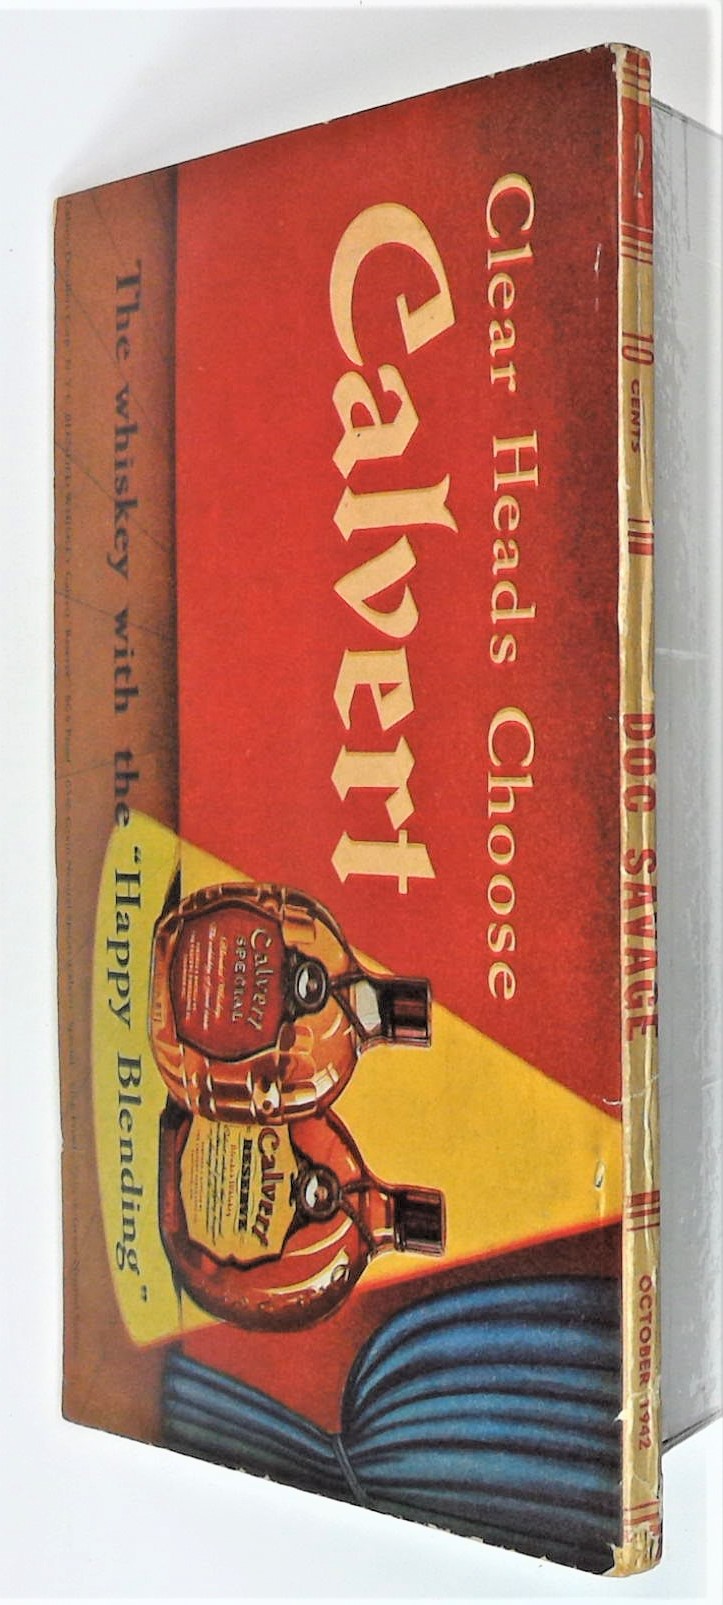 2
10 CENTS
DOC SAVAGE
OCTOBER 1942
Clear Heads Choose
Calvert
Calvert
SPECIAL
Calvert
RESERVE
The whiskey with the “Happy Blending”